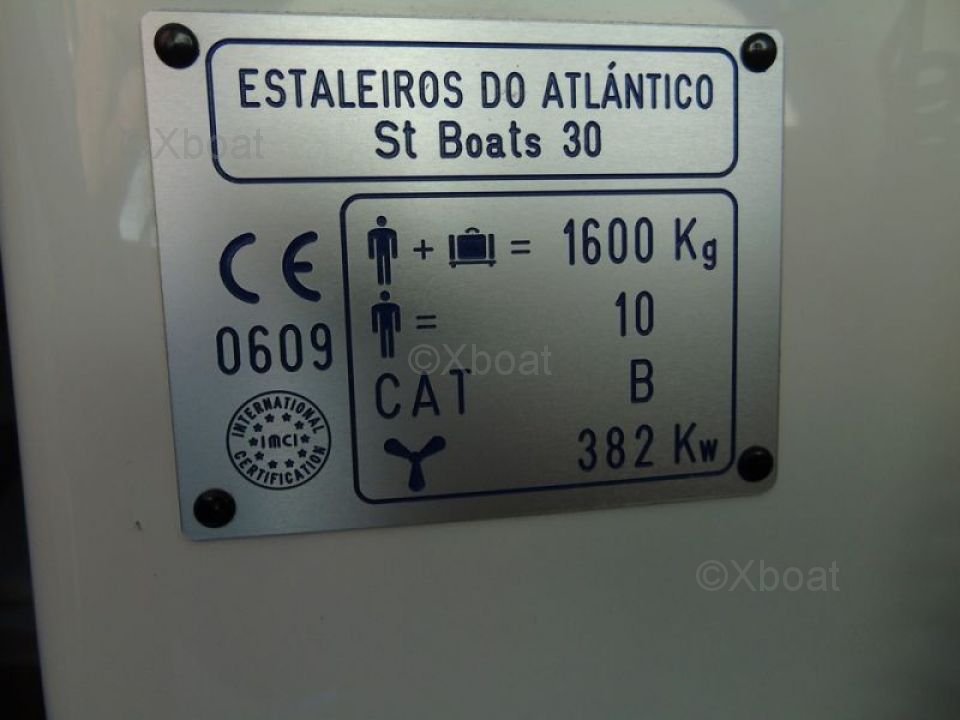 ESTALEIROS DO ATLÁNTICO
St Boats 30
©Xboat
CE
0609
INTERNATIONAL
IMCI
CERTIFICATION
+ = 1600 Kg
= 10
©Xboat
CAT B
382 Kw
©Xboat